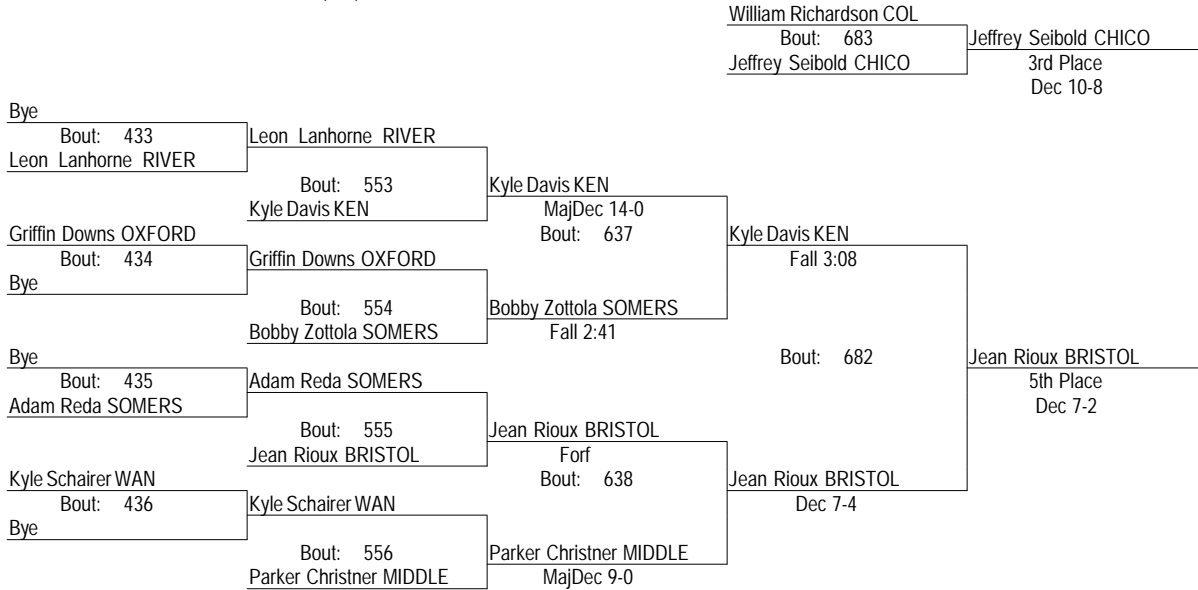 William Richardson COL
Bout: 683
Jeffrey Seibold CHICO
Jeffrey Seibold CHICO
3rd Place
Dec 10-8
Bye
Bout: 433
Leon Lanhorne RIVER
Leon Lanhorne RIVER
Bout: 553
Kyle Davis KEN
Kyle Davis KEN
MajDec 14-0
Bout: 637
Griffin Downs OXFORD
Bout: 434
Bye
Griffin Downs OXFORD
Bout: 554
Bobby Zottola SOMERS
Bobby Zottola SOMERS
Fall 2:41
Kyle Davis KEN
Fall 3:08
Bout: 682
Jean Rioux BRISTOL
5th Place
Dec 7-2
Bye
Bout: 435
Adam Reda SOMERS
Adam Reda SOMERS
Bout: 555
Jean Rioux BRISTOL
Jean Rioux BRISTOL
Forf
Bout: 638
Jean Rioux BRISTOL
Dec 7-4
Kyle Schairer WAN
Bout: 436
Bye
Kyle Schairer WAN
Bout: 556
Parker Christner MIDDLE
Parker Christner MIDDLE
MajDec 9-0